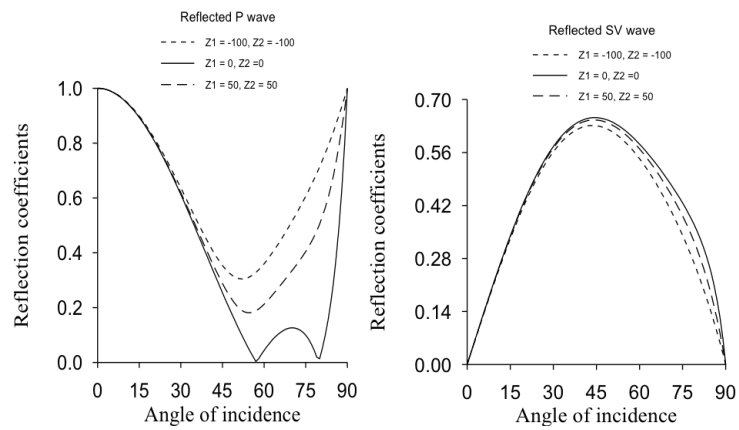 Reflected P wave
Z1 = -100, Z2 = -100
Z1 = 0, Z2 =0
Z1 = 50, Z2 = 50
1.0
0.8
0.6
0.4
0.2
0.0
Reflection coefficients
0 15 30 45 60 75 90
Angle of incidence
Reflected SV wave
Z1 = -100, Z2 = -100
Z1 = 0, Z2 =0
Z1 = 50, Z2 = 50
0.70
0.56
0.42
0.28
0.14
0.00
Reflection coefficients
0 15 30 45 60 75 90
Angle of incidence